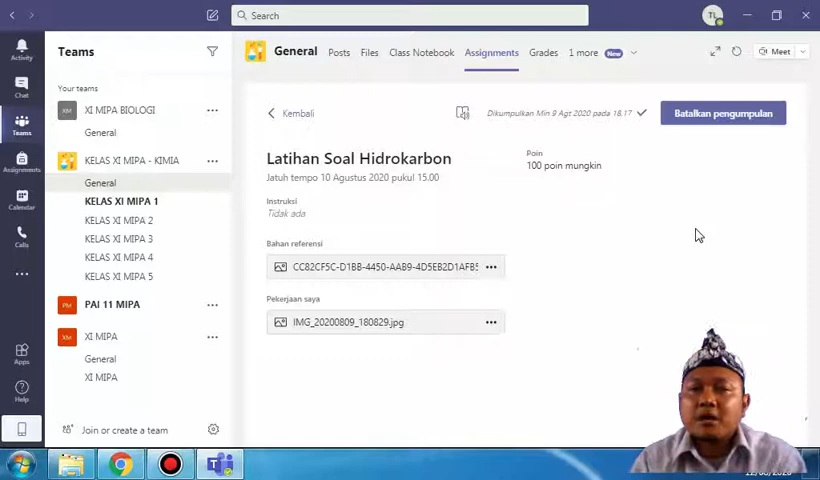 Search
TL
Activity
Chat
Teams
Assignments
Calendar
Calls
Apps
Help
Teams
Your teams
XM
XI MIPA BIOLOGI
General
KELAS XI MIPA - KIMIA
General
KELAS XI MIPA 1
KELAS XI MIPA 2
KELAS XI MIPA 3
KELAS XI MIPA 4
KELAS XI MIPA 5
PM
PAI 11 MIPA
XM
XI MIPA
General
XI MIPA
Join or create a team
General
Posts
Files
Class Notebook
Assignments
Grades
1 more
New
Meet
Kembali
Dikumpulkan Min 9 Agt 2020 pada 18.17
Batalkan pengumpulan
Latihan Soal Hidrokarbon
Jatuh tempo 10 Agustus 2020 pukul 15.00
Poin
100 poin mungkin
Instruksi
Tidak ada
Bahan referensi
CC82CF5C-D1BB-4450-AAB9-4D5EB2D1AFB5
Pekerjaan saya
IMG_20200809_180829.jpg